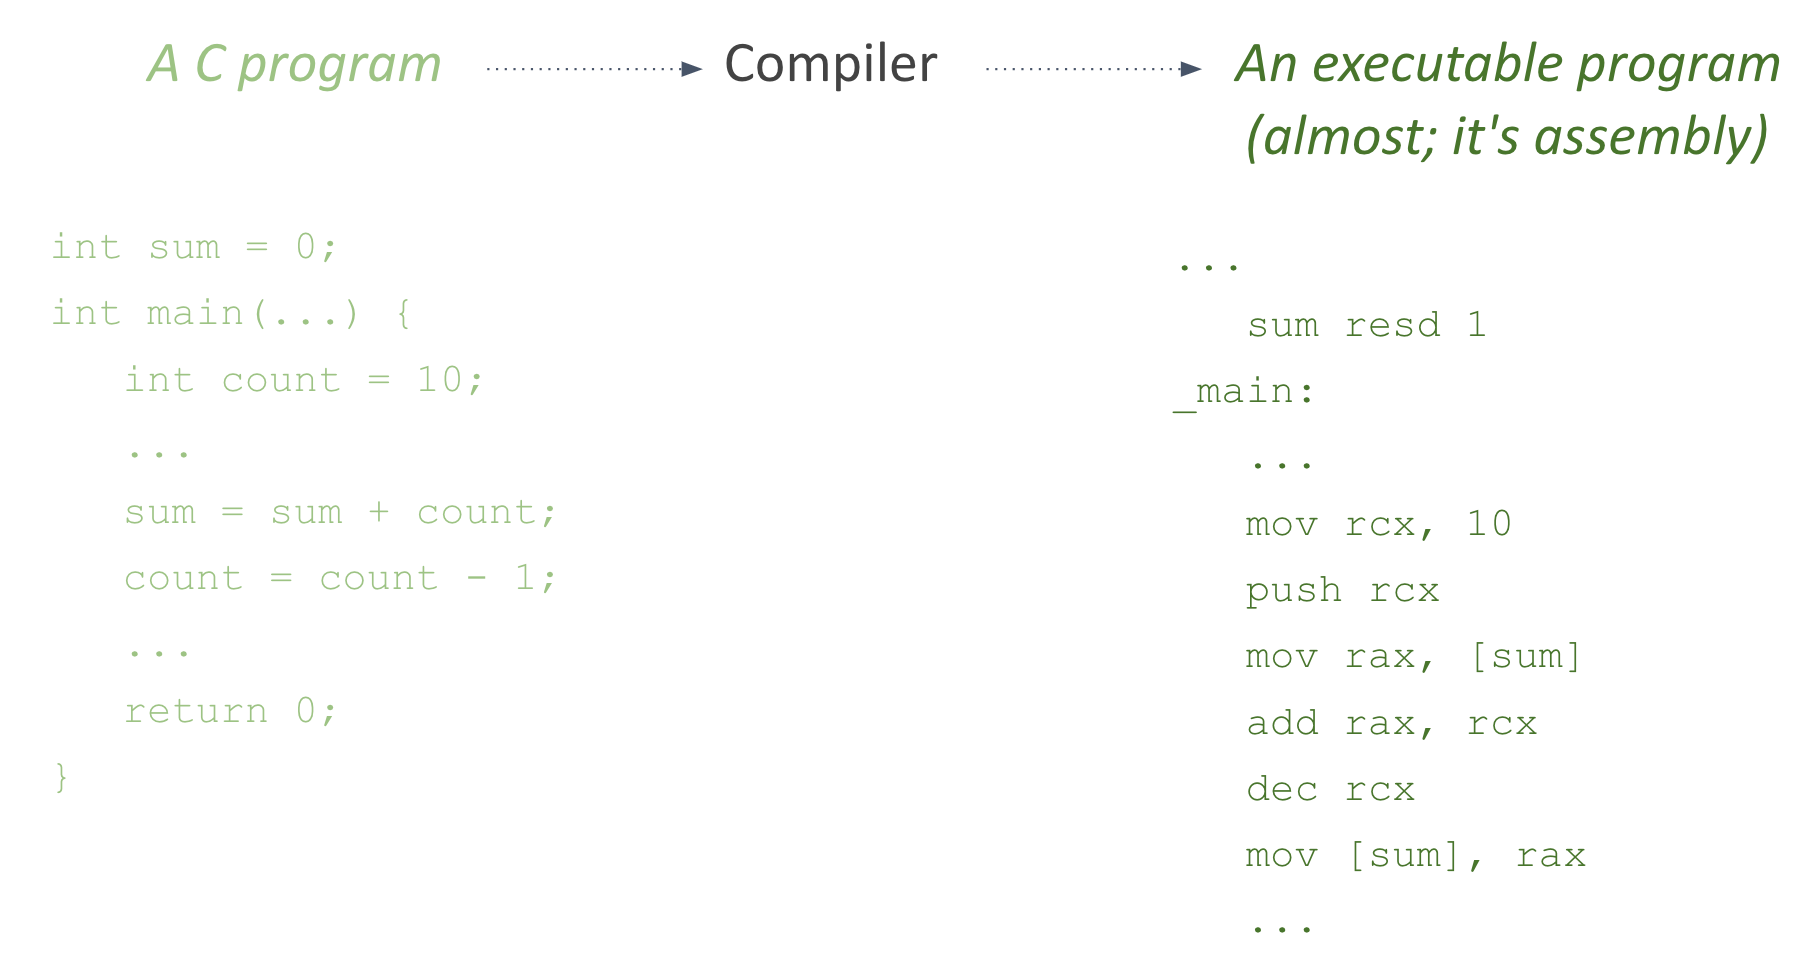 A C program
Compiler
An executable program
(almost; it's assembly)
int sum = 0;
int main(...) {
int count = 10;
...
sum = sum + count;
count = count - 1;
...
return 0;
}
...
sum resd 1
_main:
...
mov rcx, 10
push rcx
mov rax, [sum]
add rax, rcx
dec rcx
mov [sum], rax
...